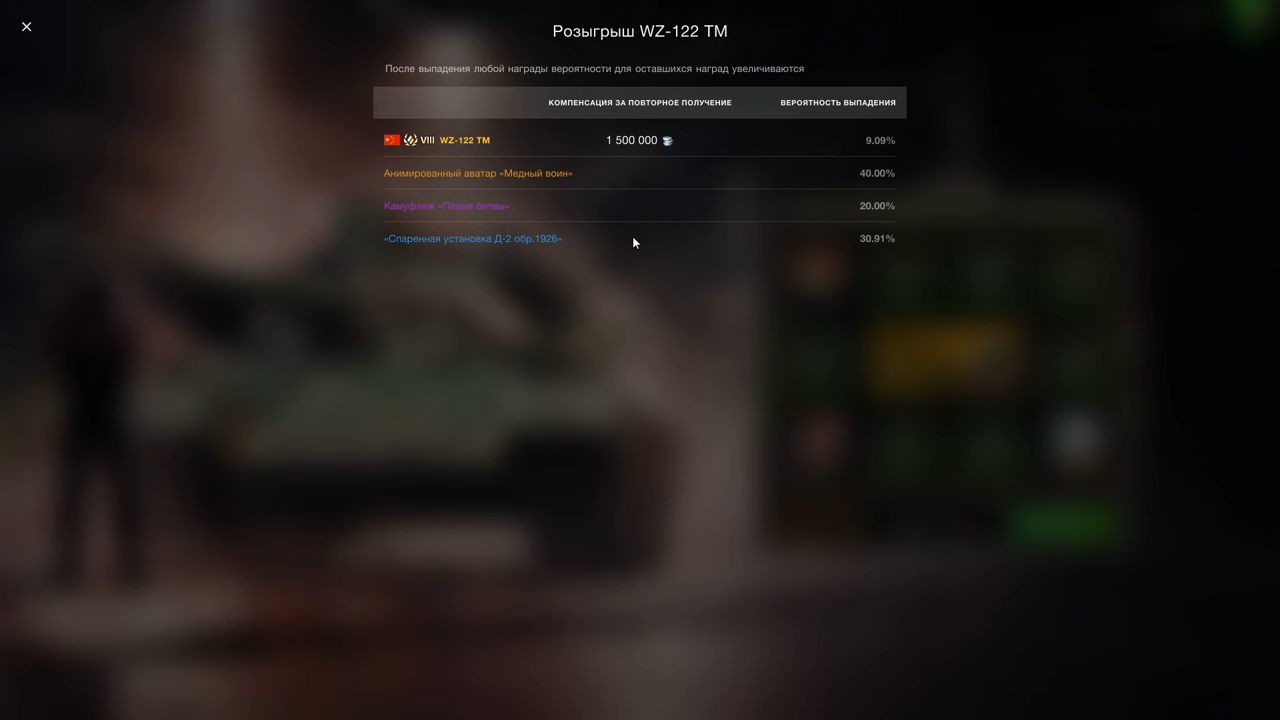 Розыгрыш WZ-122 TM
После выпадения любой награды вероятности для оставшихся наград увеличиваются
КОМПЕНСАЦИЯ ЗА ПОВТОРНОЕ ПОЛУЧЕНИЕ ВЕРОЯТНОСТЬ ВЫПАДЕНИЯ
VIII WZ-122 TM 1 500 000 9.09%
Анимированный аватар «Медный воин» 40.00%
Камуфляж «Пламя битвы» 20.00%
«Спаренная установка Д-2 обр.1926» 30.91%